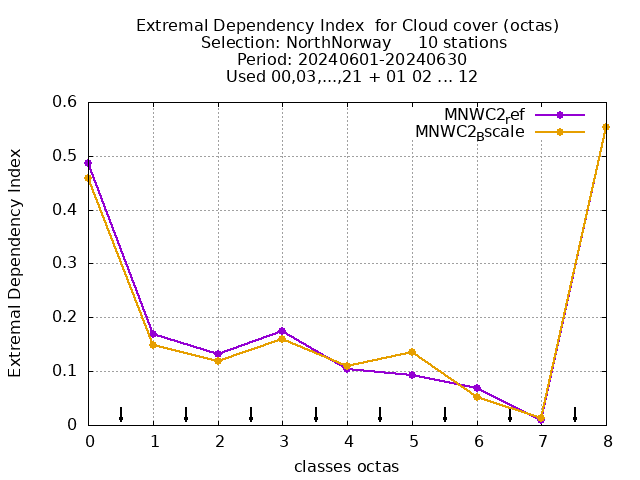 Extremal Dependency Index  for Cloud cover (octas)
Selection: NorthNorway     10 stations
Period: 20240601-20240630
Used 00,03,...,21 + 01 02 ... 12
MNWC2ref
MNWC2Bscale
Extremal Dependency Index
0.6
0.5
0.4
0.3
0.2
0.1
0
0 1 2 3 4 5 6 7 8
classes octas